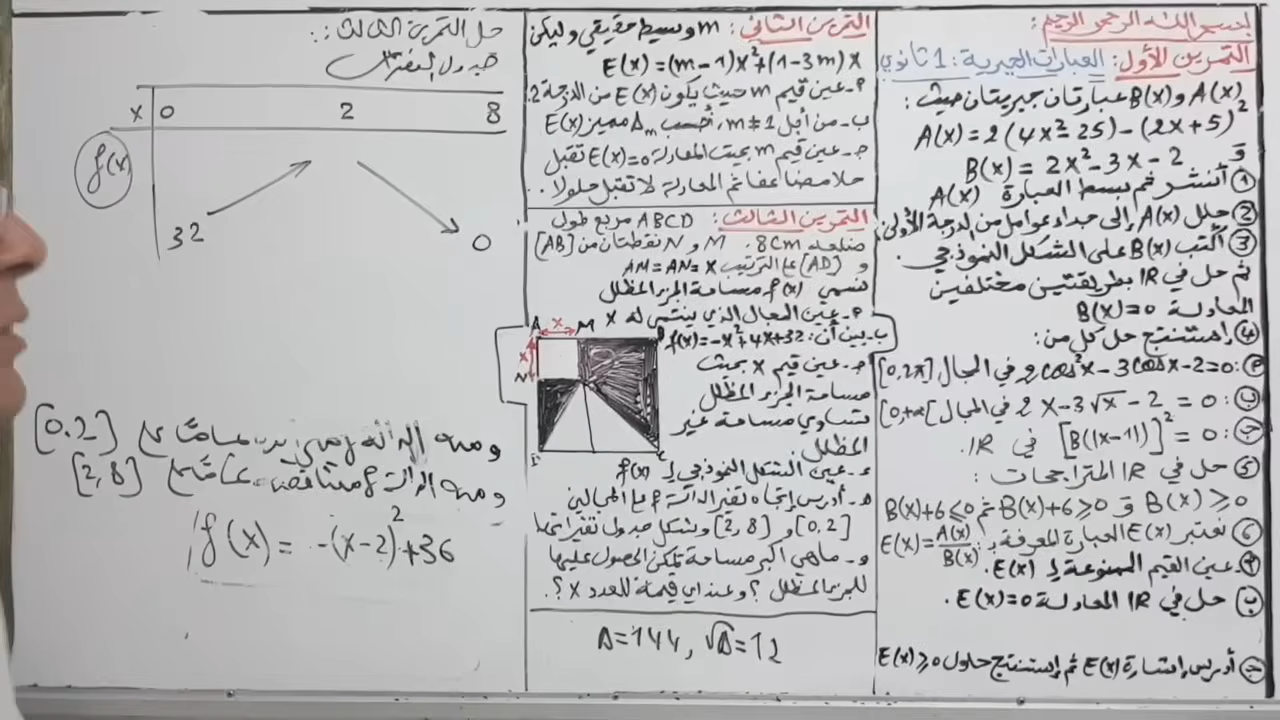 بسم الله الرحمن الرحيم:
التمرين الأول: العبارات الجبرية: 1 ثانوي
A(x) و B(x) عبارتان جبريتان حيث:
A(x) = 2(4x²-25) - (2x+5)²
و
B(x) = 2x²-3x-2
① أنشر ثم بسط العبارة A(x)
② حلل A(x) إلى جداء عوامل من الدرجة الأولى
③ أكتب B(x) على الشكل النموذجي.
ثم حل في IR بطريقتين مختلفتين
المعادلة B(x)=0
④ إستنتج حل كل من:
2cos²x-3cosx-2=0: في المجال [0,2π]
ب: 2x-3√x-2=0 في المجال [0,+∞[
ج: [B(|x-1|)]²=0 في IR.
⑤ حل في IR المتراجحات:
B(x)≥0 و B(x)+6≥0 ثم B(x)+6≤0
⑥ نعتبر E(x) العبارة المعرفة بـ: E(x)=A(x)/B(x)
عين القيم الممنوعة لـ E(x).
ب حل في IR المعادلة E(x)=0.
ج- أدرس إشارة E(x) ثم إستنتج حلول E(x)≥0
التمرين الثاني: m وسيط حقيقي وليكن
E(x)=(m-1)x²+(1-3m)x
عين قيم m حيث يكون E(x) من الدرجة 2.
ب- من أجل m≠1، أحسب Δm مميز E(x)
ج- عين قيم m بحيث المعادلة E(x)=0 تقبل
حلا مضاعفا ثم المعادلة لا تقبل حلولا..
التمرين الثالث: ABCD مربع طول
ضلعه 8cm. M و N نقطتان من [AB]
و [AD] على الترتيب AM=AN=x
نسمي f(x) مساحة الجزء المظلل
عين المجال الذي ينتمي له x
ب- بين أن: f(x)=-x²+4x+32
ج- عين قيم x بحيث
مساحة الجزء المظلل
تساوي مساحة غير
المظلل
عين الشكل النموذجي لـ f(x)
هـ- أدرس إتجاه تغير الدالة f على المجالين
[0,2] و [2,8] وشكل جدول تغيراتها
و- ماهي أكبر مساحة يمكن الحصول عليها
للجزء المظلل؟ وعند أي قيمة للعدد x؟.
A x M
x
N
Δ=144, √Δ=12
حل التمرين الثالث:
جدول التغيرات
x 0 2 8
f(x)
32 0
ومنه الدالة f متزايدة تماما على [0.2]
ومنه الدالة f متناقصة تماما على [2,8]
f(x) = -(x-2)²+36